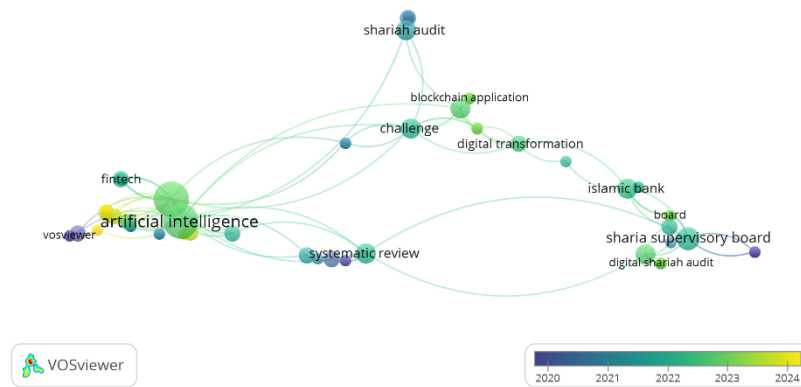 shariah audit
blockchain application
challenge
digital transformation
fintech
islamic bank
artificial intelligence
board
vosviewer
sharia supervisory board
systematic review
digital shariah audit
VOSviewer
2020 2021 2022 2023 2024